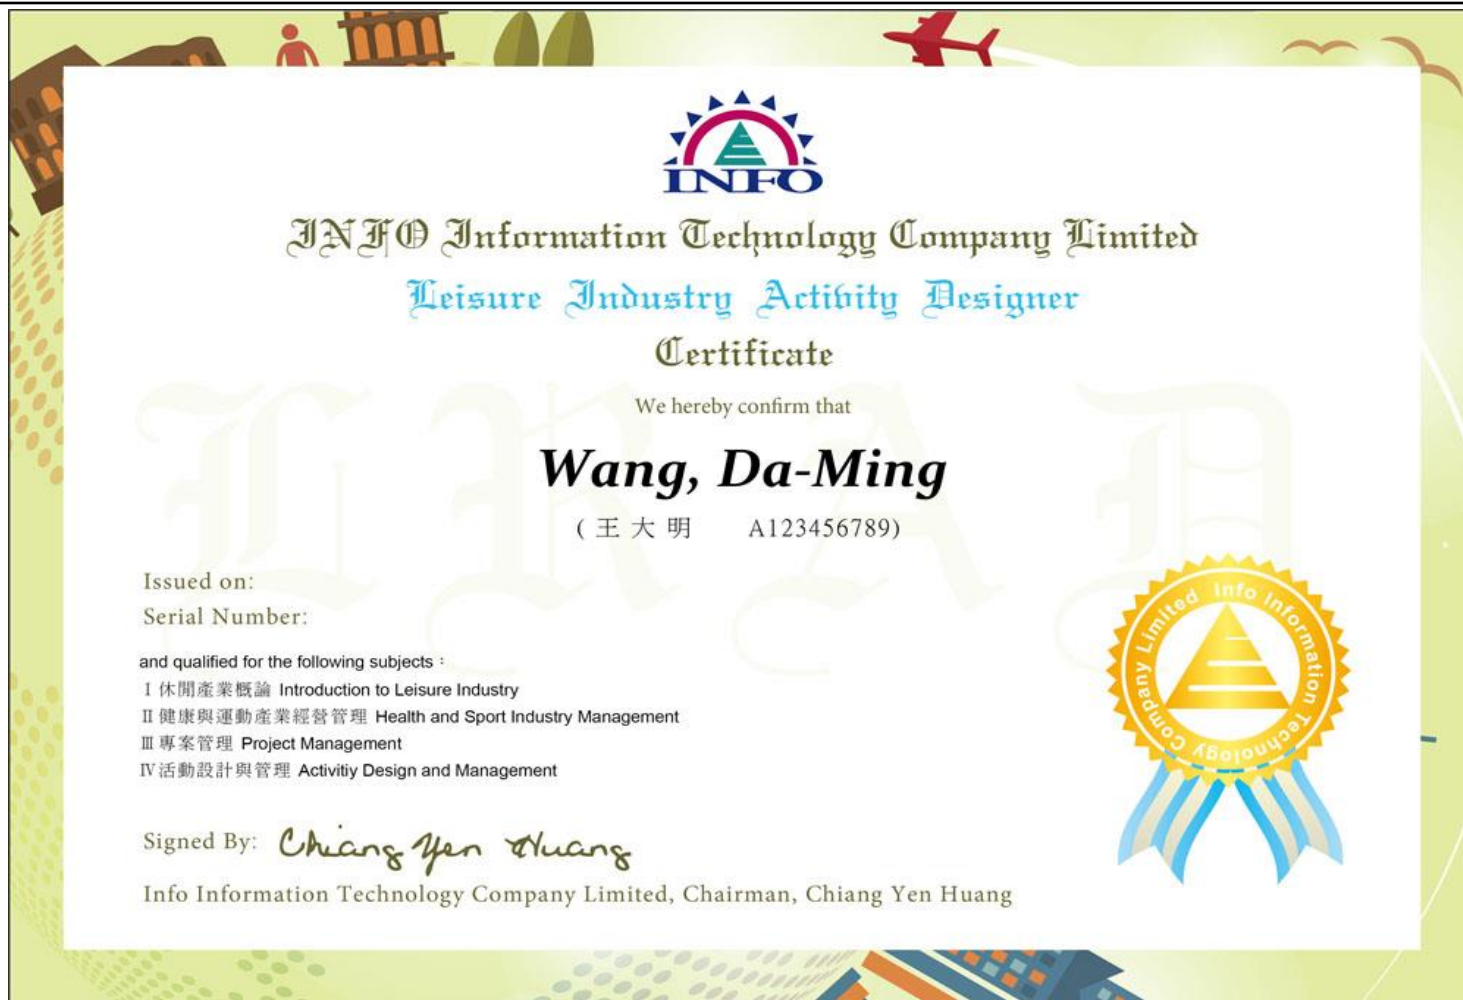 INFO
INFO Information Technology Company Limited
Leisure Industry Activity Designer
Certificate
We hereby confirm that
LRAD
Wang, Da-Ming
(王大明 A123456789)
Issued on:
Serial Number:
and qualified for the following subjects：
I 休閒產業概論 Introduction to Leisure Industry
II 健康與運動產業經營管理 Health and Sport Industry Management
III 專案管理 Project Management
IV 活動設計與管理 Activitiy Design and Management
Info Information Technology Company Limited
Signed By: Chiang Yen Huang
Info Information Technology Company Limited, Chairman, Chiang Yen Huang